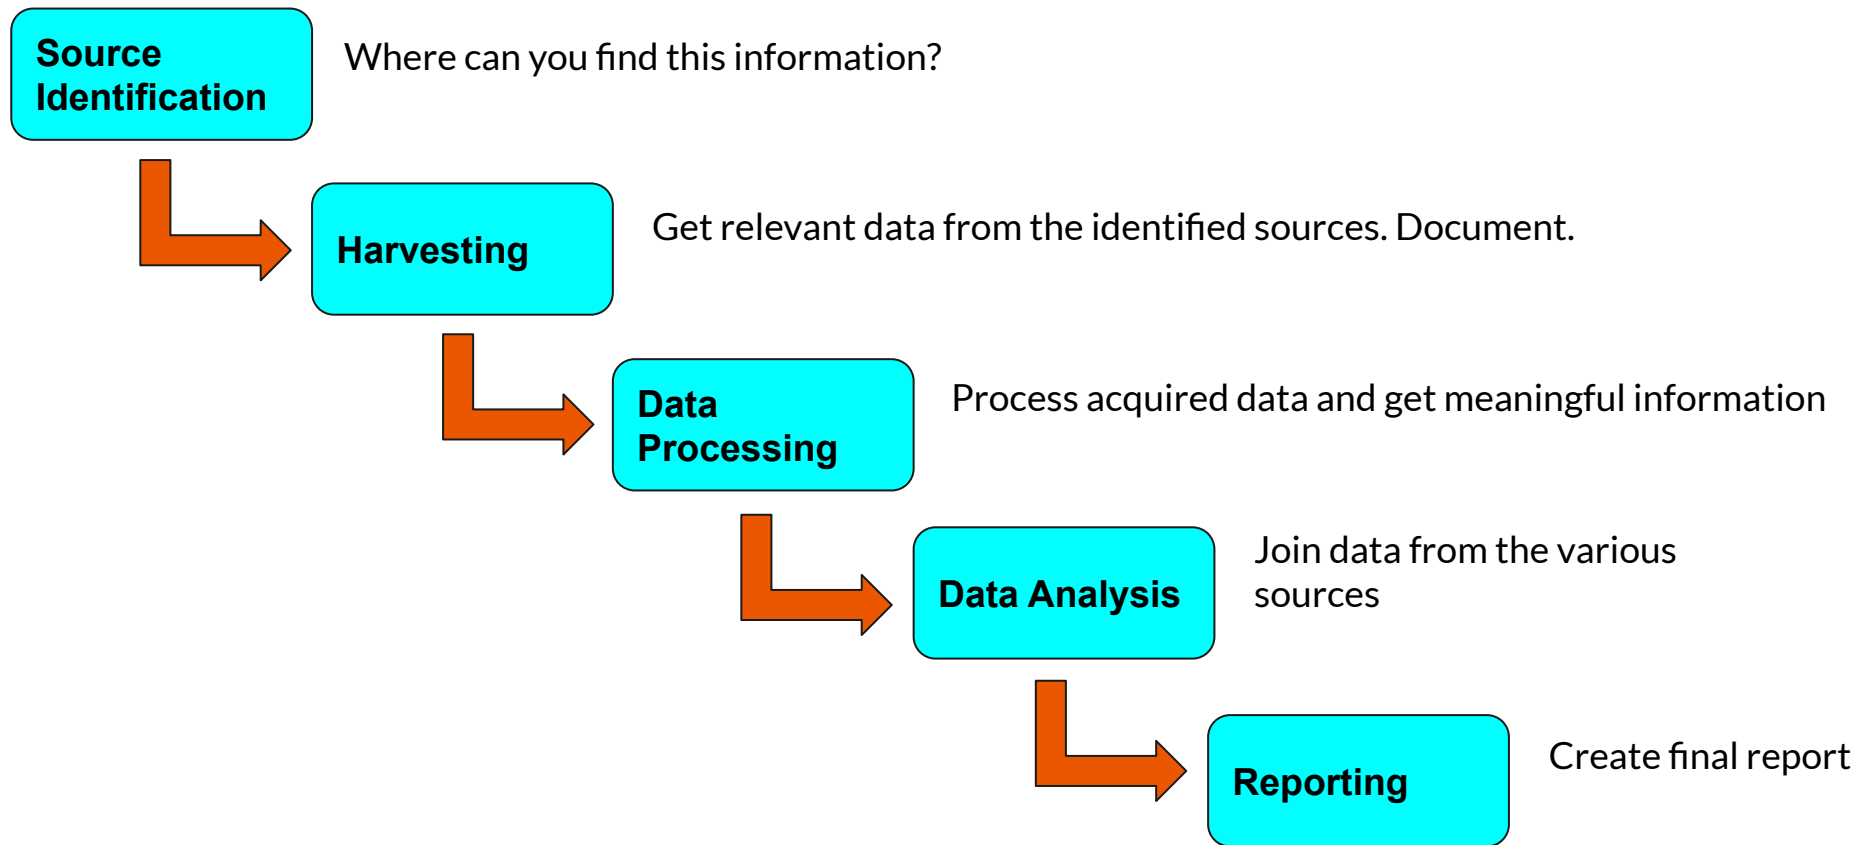 Source
Identification
Where can you find this information?
Harvesting
Get relevant data from the identified sources. Document.
Data
Processing
Process acquired data and get meaningful information
Data Analysis
Join data from the various
sources
Reporting
Create final report